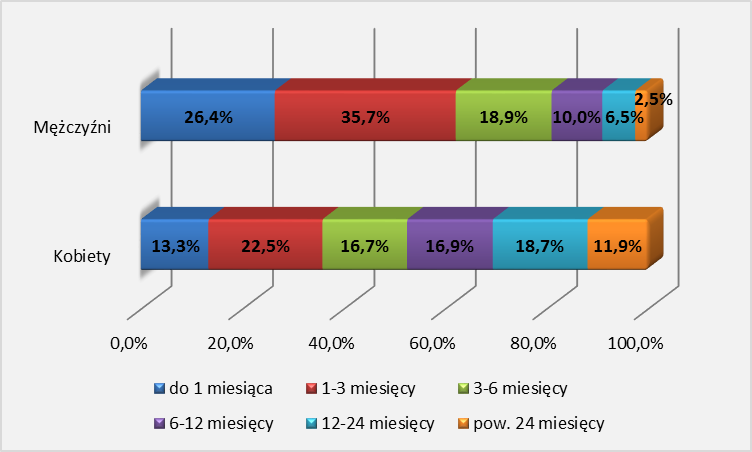 Mężczyźni
26,4% 35,7% 18,9% 10,0% 6,5% 2,5%
Kobiety
13,3% 22,5% 16,7% 16,9% 18,7% 11,9%
0,0% 20,0% 40,0% 60,0% 80,0% 100,0%
do 1 miesiąca 1-3 miesięcy 3-6 miesięcy
6-12 miesięcy 12-24 miesięcy pow. 24 miesięcy